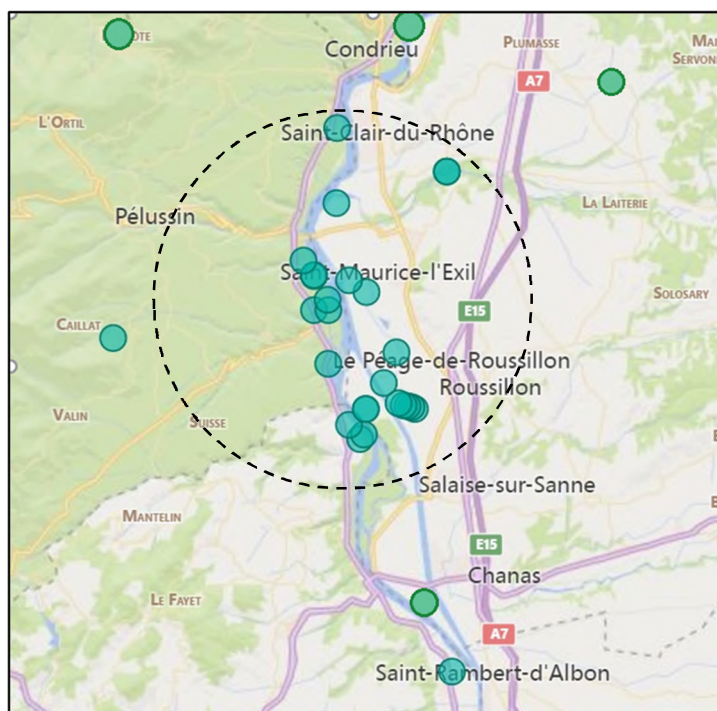 Condrieu
PLUMASSE
A7
L'ORTIL
Saint-Clair-du-Rhône
LA LAITERIE
Pélussin
Saint-Maurice-l'Exil
SOLOSARY
E15
CAILLAT
Le Péage-de-Roussillon
Roussillon
VALIN
SUISSE
Salaise-sur-Sanne
MANTELIN
E15
Chanas
LE FAYET
A7
Saint-Rambert-d'Albon